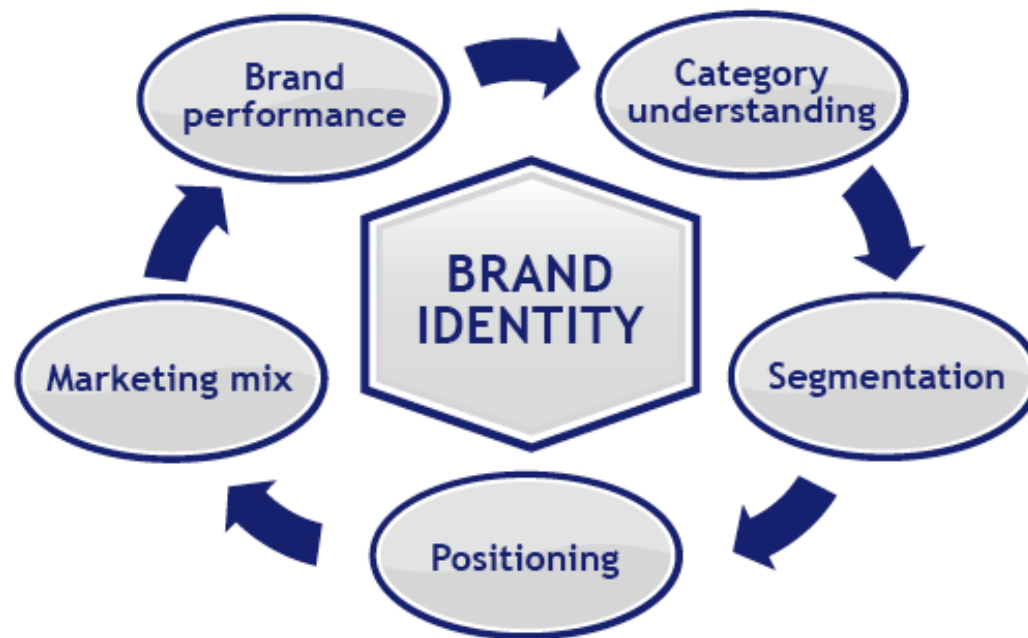 Brand
performance
Category
understanding
BRAND
IDENTITY
Marketing mix
Segmentation
Positioning